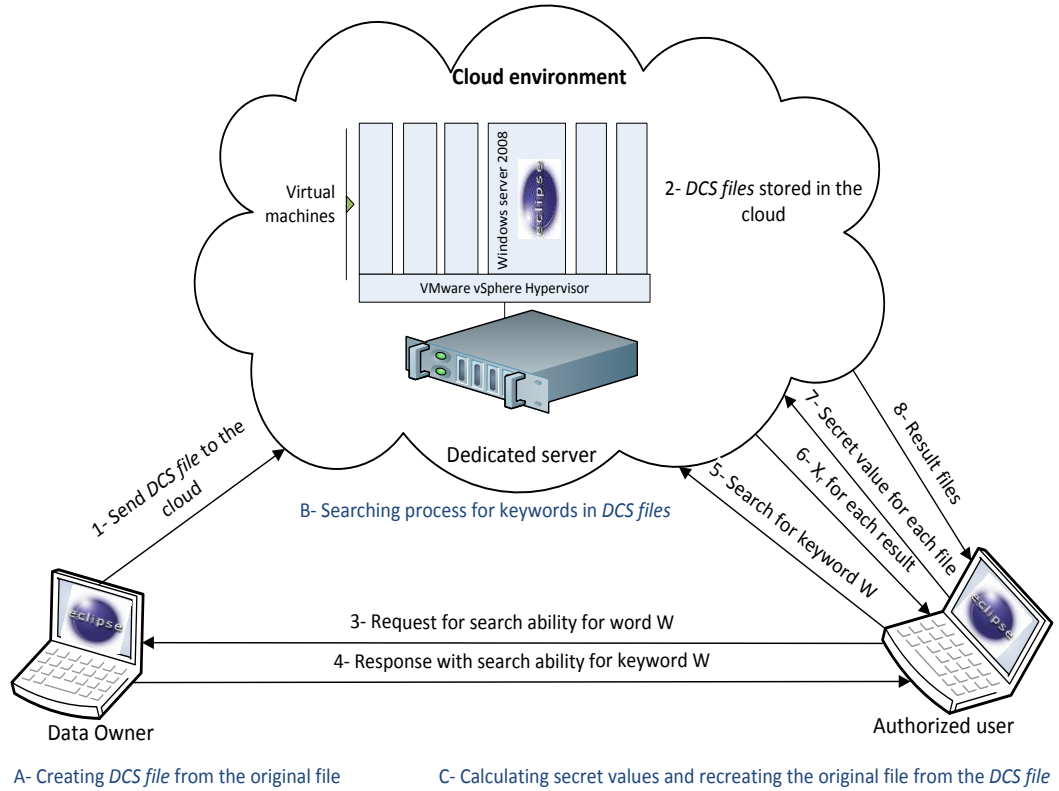 Cloud environment
Virtual
machines
Windows server 2008
eclipse
VMware vSphere Hypervisor
2- DCS files stored in the
cloud
Dedicated server
1- Send DCS file to the
cloud
B- Searching process for keywords in DCS files
5- Search for keyword W
6- Xr for each result
7- Secret value for each file
8- Result files
eclipse
3- Request for search ability for word W
4- Response with search ability for keyword W
eclipse
Data Owner
Authorized user
A- Creating DCS file from the original file
C- Calculating secret values and recreating the original file from the DCS file